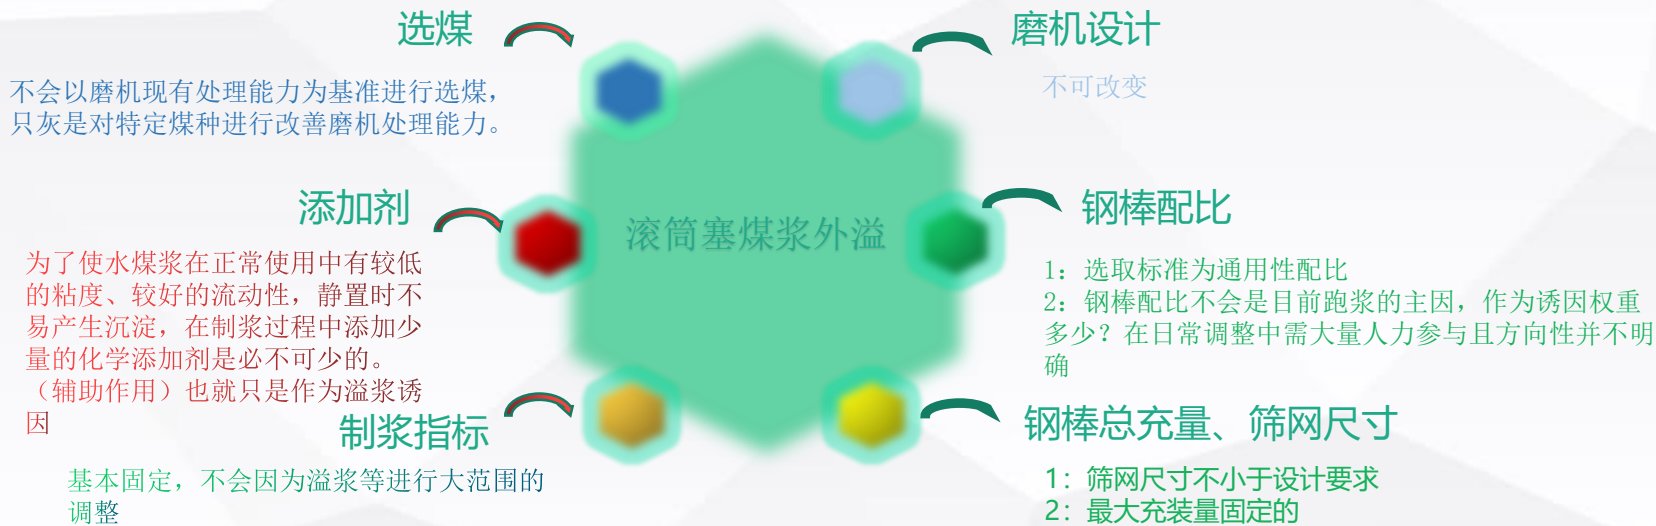 选煤
不会以磨机现有处理能力为基准进行选煤，
只灰是对特定煤种进行改善磨机处理能力。
添加剂
为了使水煤浆在正常使用中有较低
的粘度、较好的流动性，静置时不
易产生沉淀，在制浆过程中添加少
量的化学添加剂是必不可少的。
（辅助作用）也就只是作为溢浆诱
因
制浆指标
基本固定，不会因为溢浆等进行大范围的
调整
滚筒塞煤浆外溢
磨机设计
不可改变
钢棒配比
1：选取标准为通用性配比
2：钢棒配比不会是目前跑浆的主因，作为诱因权重
多少？在日常调整中需大量人力参与且方向性并不明
确
钢棒总充量、筛网尺寸
1：筛网尺寸不小于设计要求
2：最大充装量固定的